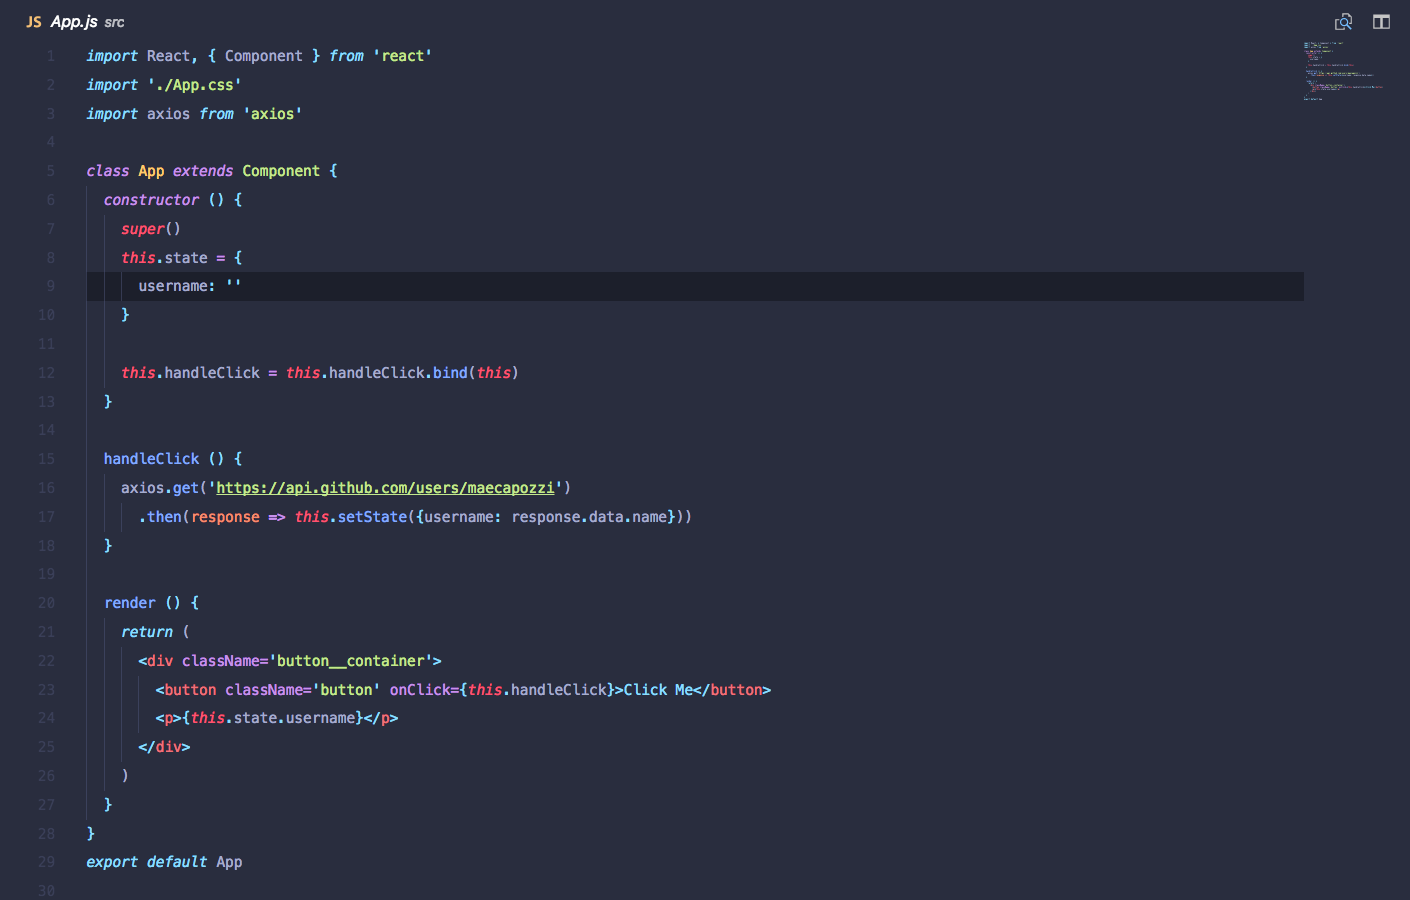 JS App.js src
1 import React, { Component } from 'react'
2 import './App.css'
3 import axios from 'axios'
4
5 class App extends Component {
6   constructor () {
7     super()
8     this.state = {
9       username: ''
10     }
11
12     this.handleClick = this.handleClick.bind(this)
13   }
14
15   handleClick () {
16     axios.get('https://api.github.com/users/maecapozzi')
17       .then(response => this.setState({username: response.data.name}))
18   }
19
20   render () {
21     return (
22       <div className='button__container'>
23         <button className='button' onClick={this.handleClick}>Click Me</button>
24         <p>{this.state.username}</p>
25       </div>
26     )
27   }
28 }
29 export default App
30